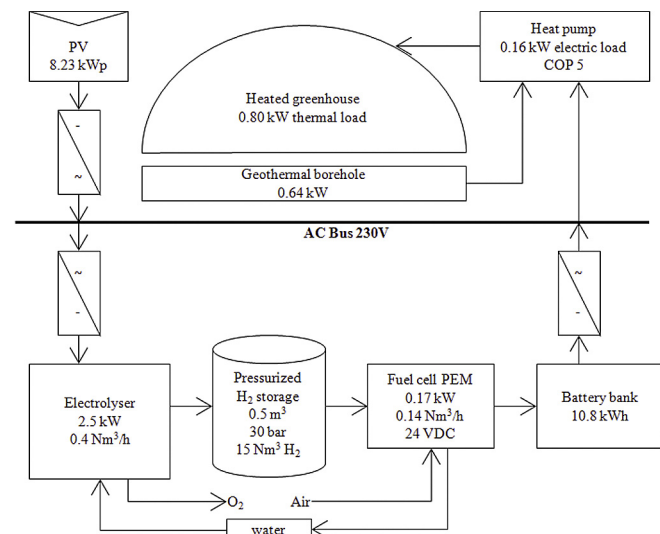 PV
8.23 kWp
Heat pump
0.16 kW electric load
COP 5
Heated greenhouse
0.80 kW thermal load
Geothermal borehole
0.64 kW
-
~
AC Bus 230V
~
-
~
-
Electrolyser
2.5 kW
0.4 Nm³/h
Pressurized
H₂ storage
0.5 m³
30 bar
15 Nm³ H₂
Fuel cell PEM
0.17 kW
0.14 Nm³/h
24 VDC
Battery bank
10.8 kWh
O₂
Air
water